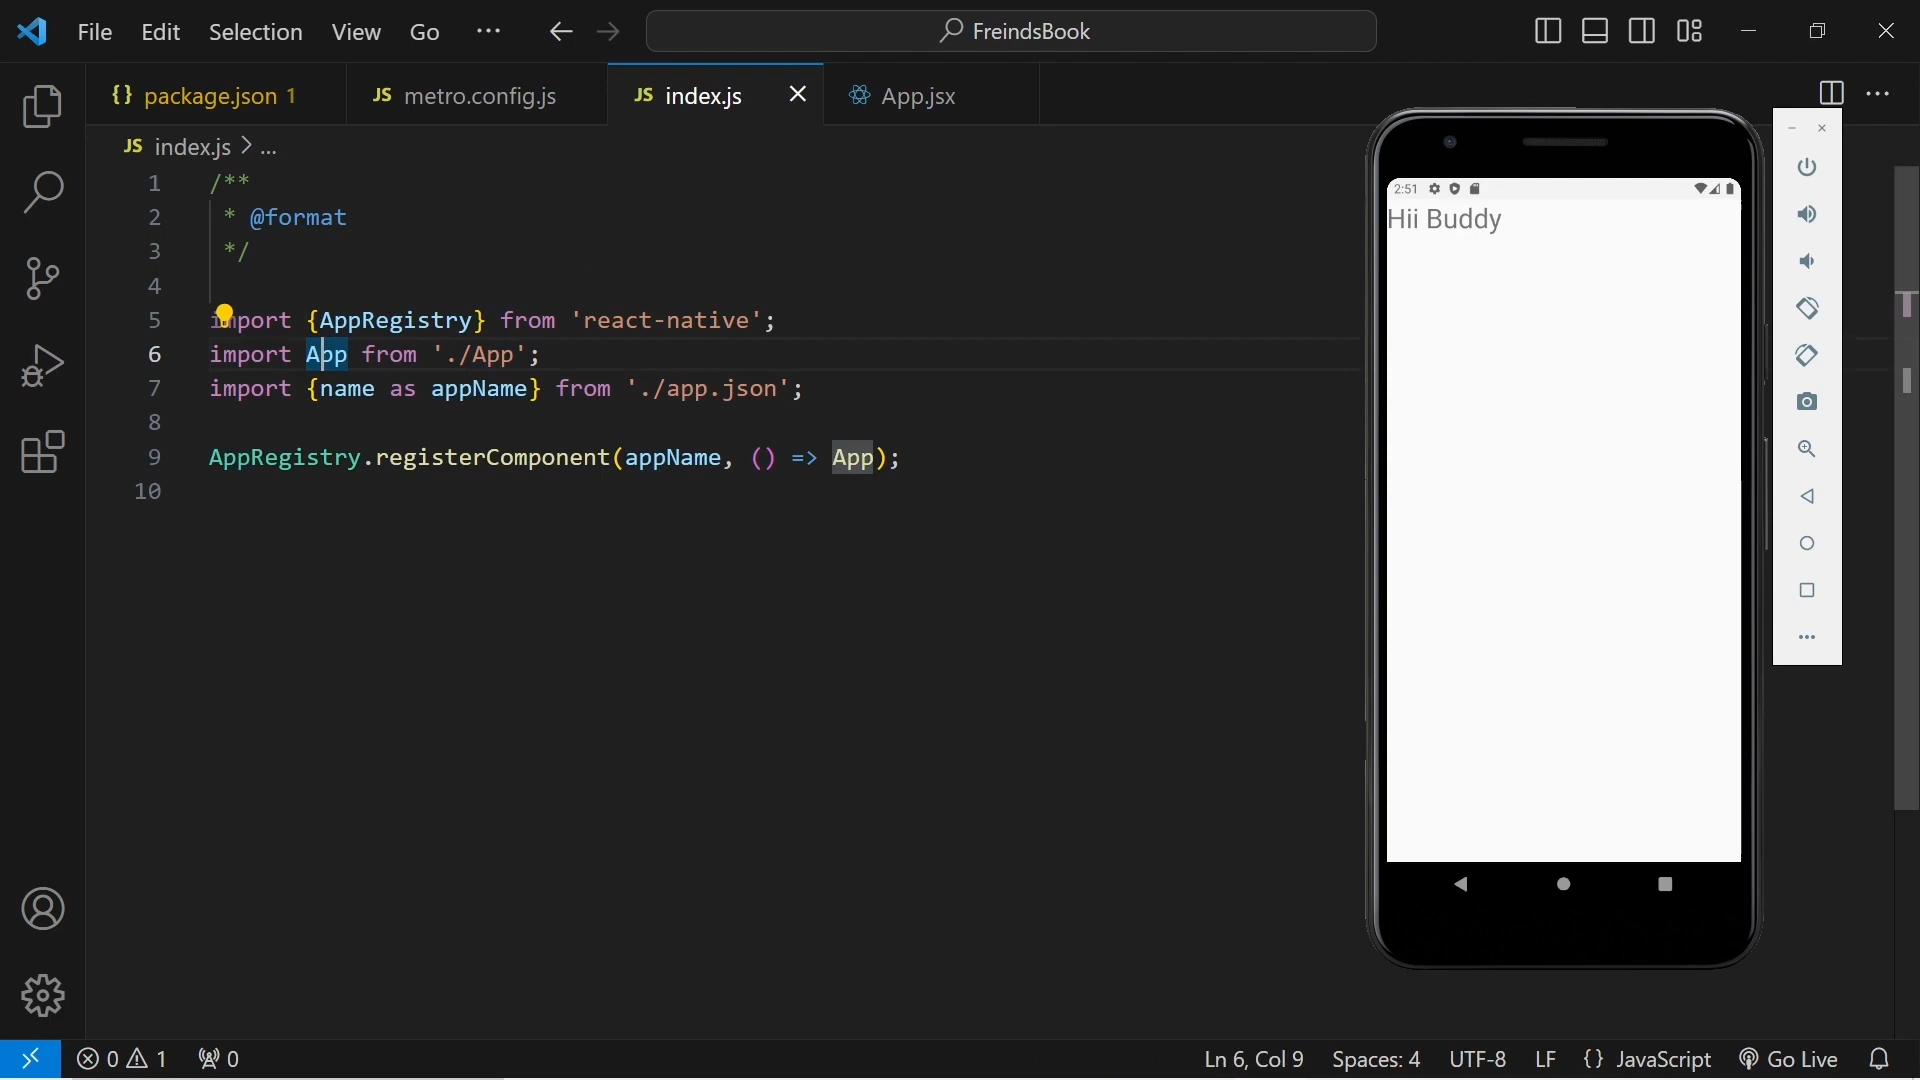 File Edit Selection View Go ··· FreindsBook
{} package.json 1 JS metro.config.js JS index.js App.jsx
JS index.js > ...
1 /**
2 * @format
3 */
4
5 import {AppRegistry} from 'react-native';
6 import App from './App';
7 import {name as appName} from './app.json';
8
9 AppRegistry.registerComponent(appName, () => App);
10
2:51
Hii Buddy
0 1 0 Ln 6, Col 9 Spaces: 4 UTF-8 LF {} JavaScript Go Live